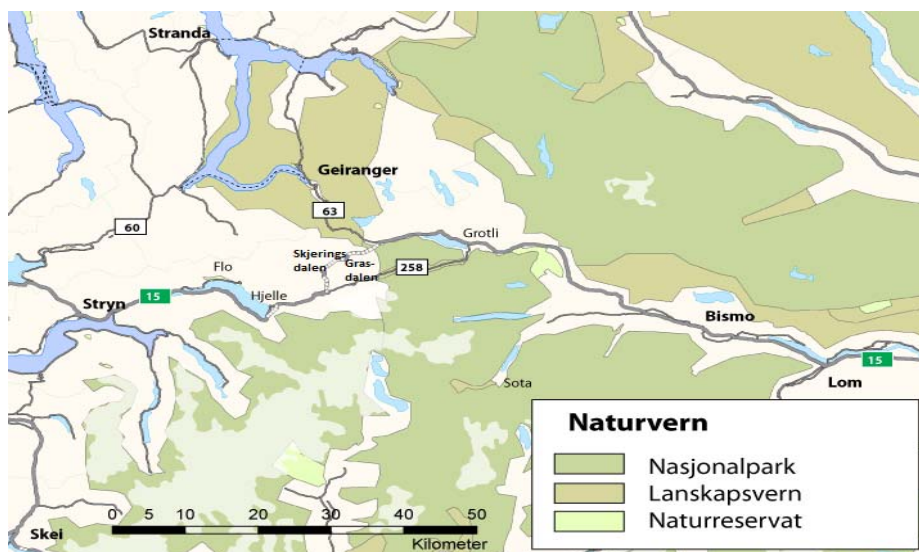 Stranda
Geiranger
63
60
Grotli
Skjerings
dalen
Gras-
dalen
258
Flo
Hjelle
Stryn
15
Bismo
15
Lom
Sota
Skei
Naturvern
Nasjonalpark
Lanskapsvern
Naturreservat
0 5 10 20 30 40 50
Kilometer